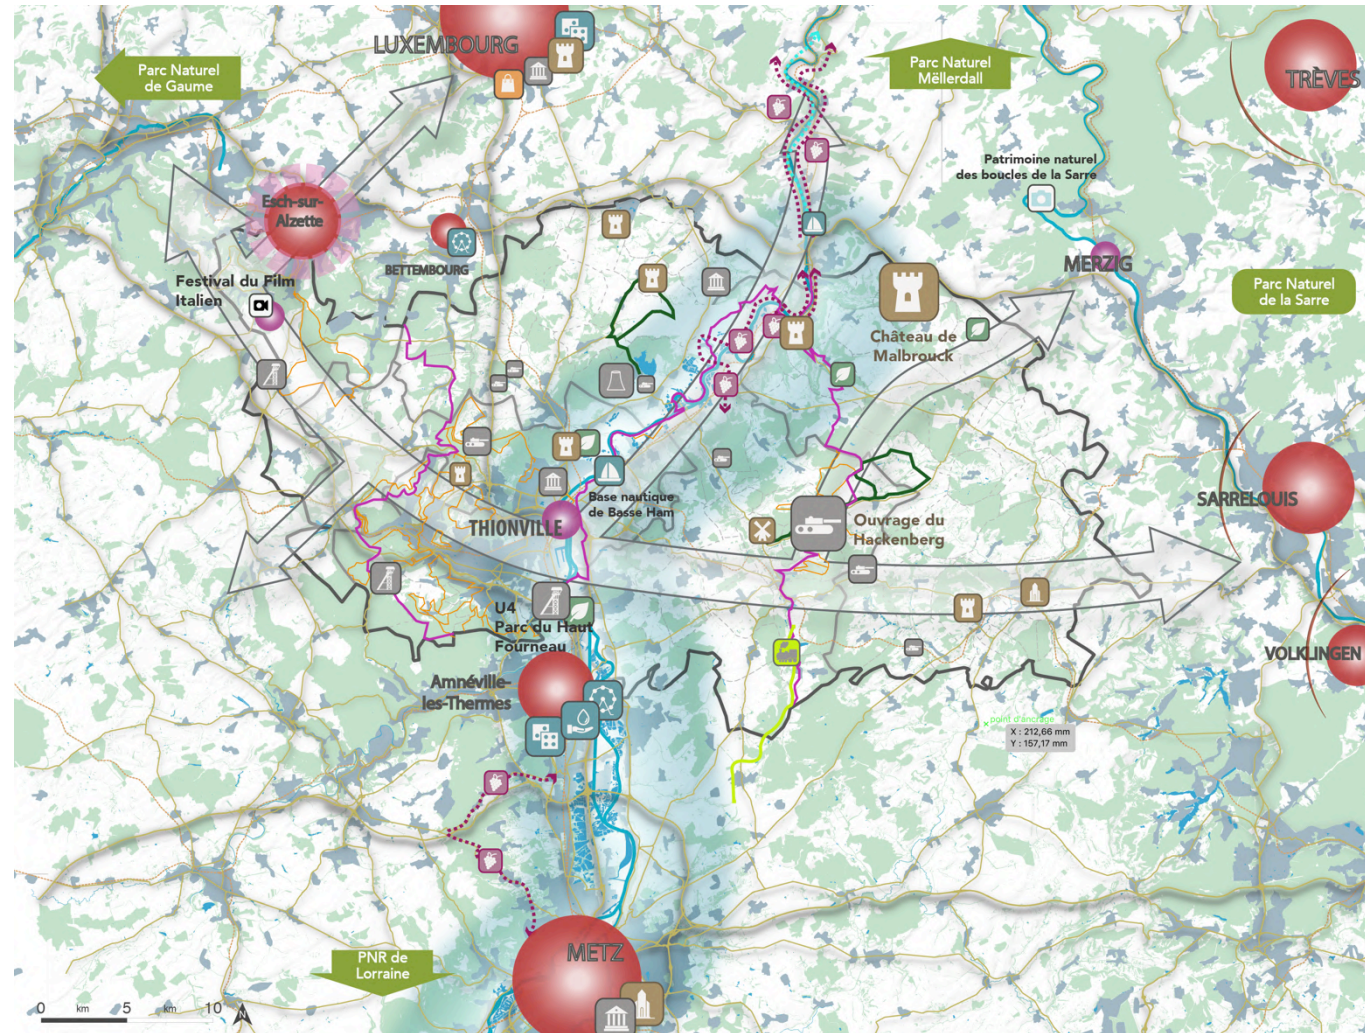 LUXEMBOURG
Parc Naturel
de Gaume
Parc Naturel
Mëllerdall
TRÈVES
Patrimoine naturel
des boucles de la Sarre
Esch-sur-
Alzette
BETTEMBOURG
MERZIG
Festival du Film
Italien
Parc Naturel
de la Sarre
Château de
Malbrouck
Base nautique
de Basse Ham
THIONVILLE
Ouvrage du
Hackenberg
SARRELOUIS
U4
Parc du Haut
Fourneau
VOLKLINGEN
Amnéville-
les-Thermes
point d'ancrage
X : 212,66 mm
Y : 157,17 mm
METZ
PNR de
Lorraine
0 km 5 km 10
N